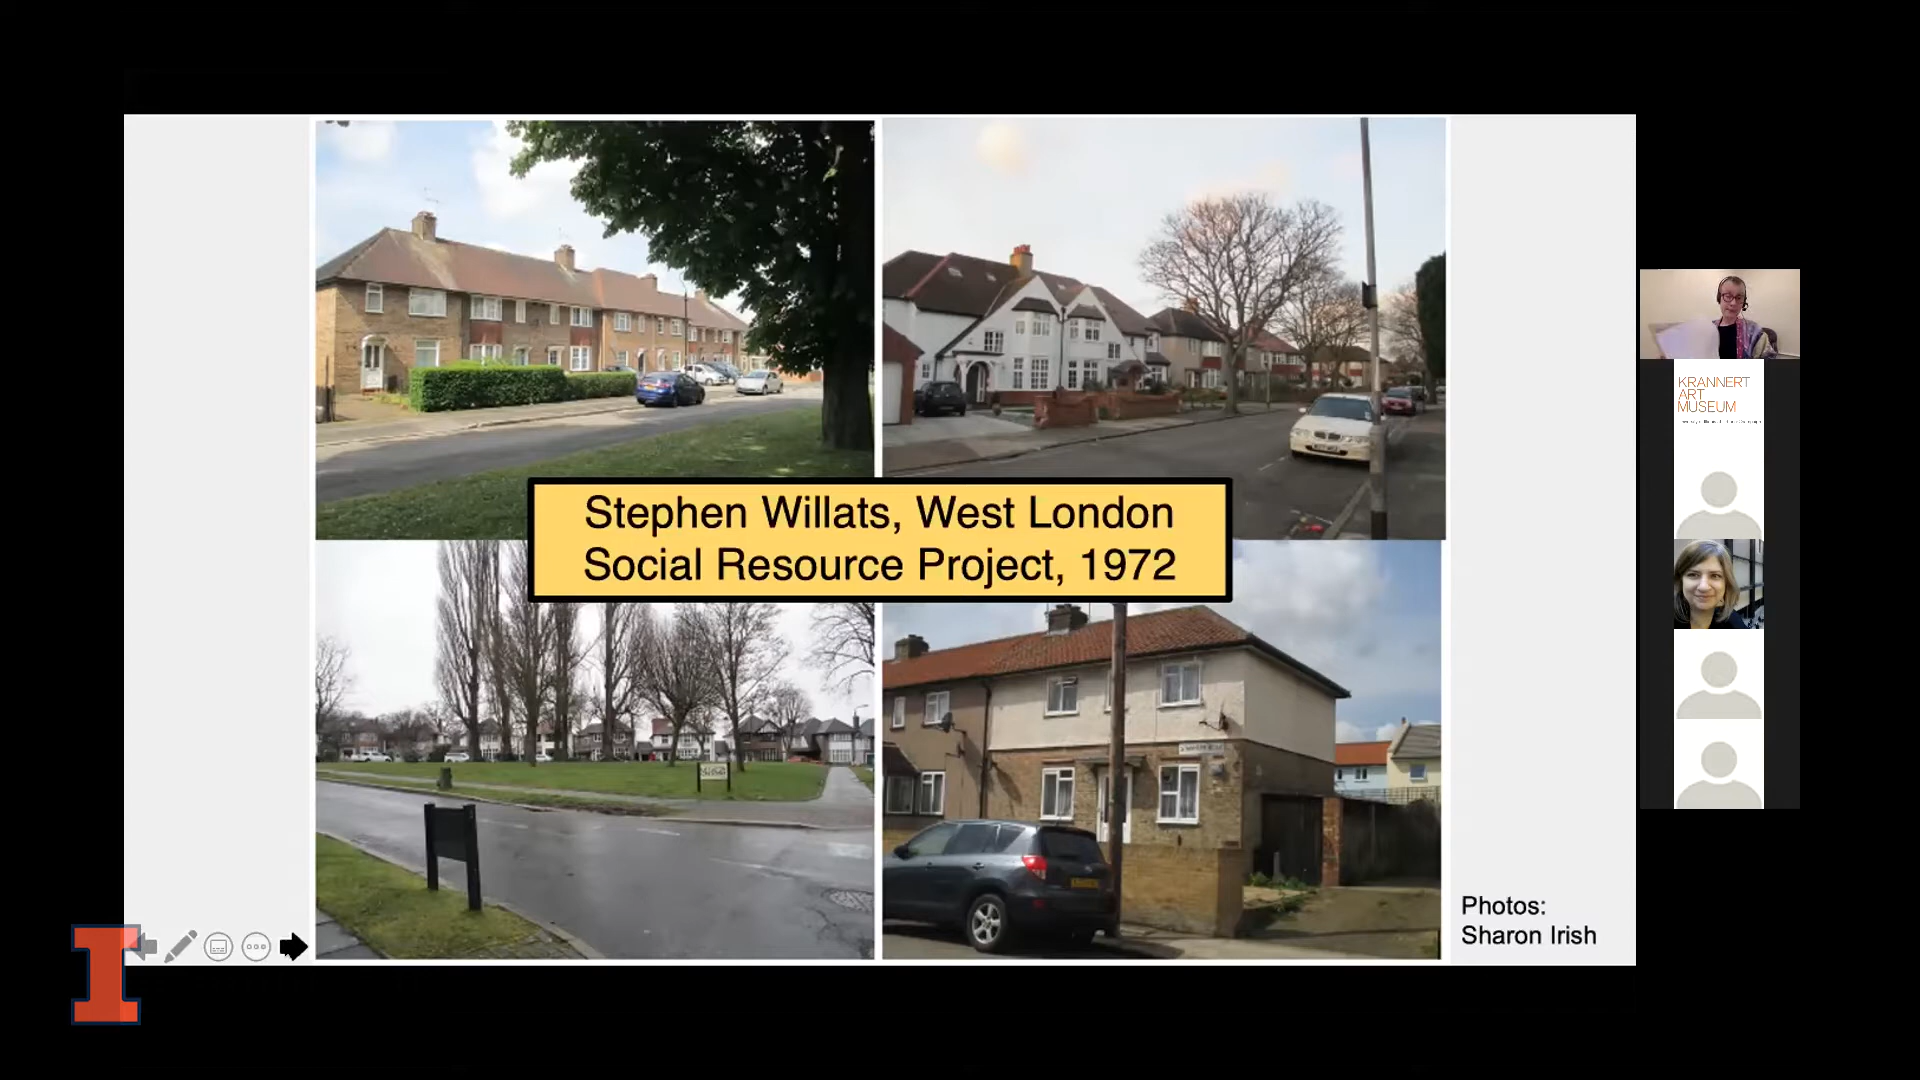 Stephen Willats, West London
Social Resource Project, 1972
Photos:
Sharon Irish
KRANNERT
ART
MUSEUM